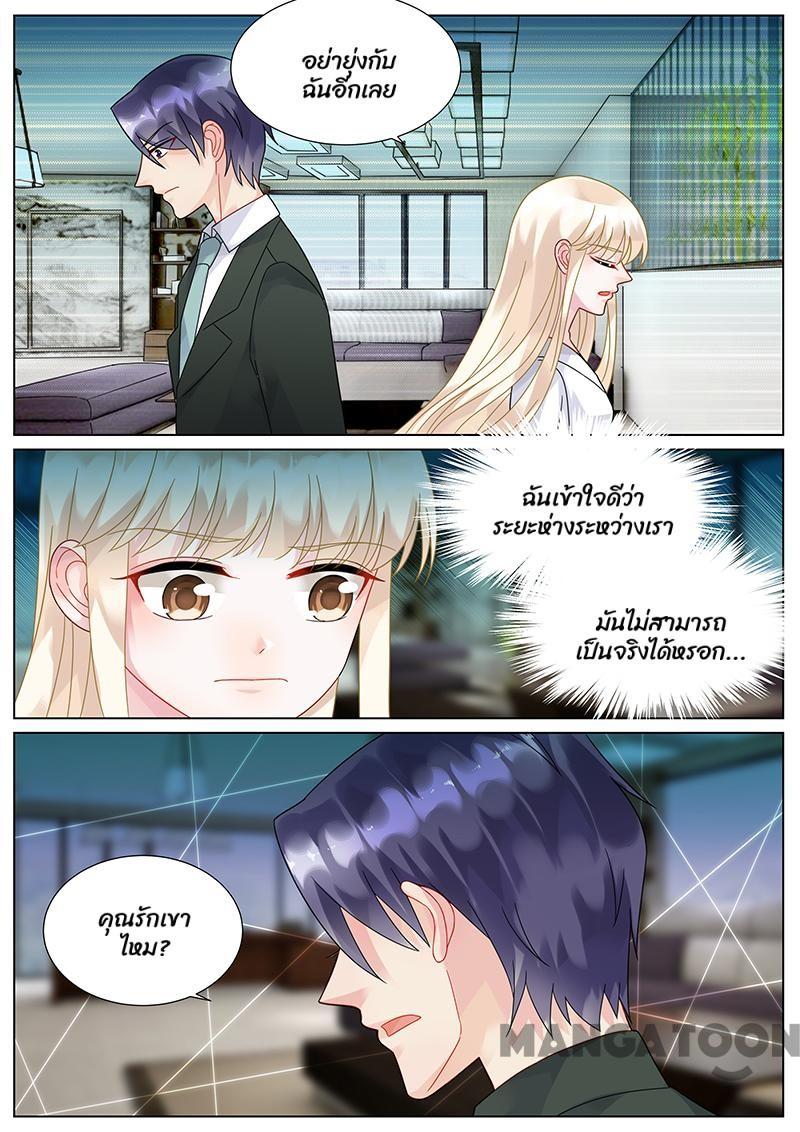 อย่ายุ่งกับ
ฉันอีกเลย
ฉันเข้าใจดีว่า
ระยะห่างระหว่างเรา
มันไม่สามารถ
เป็นจริงได้หรอก...
คุณรักเขา
ไหม?
MANGATOON